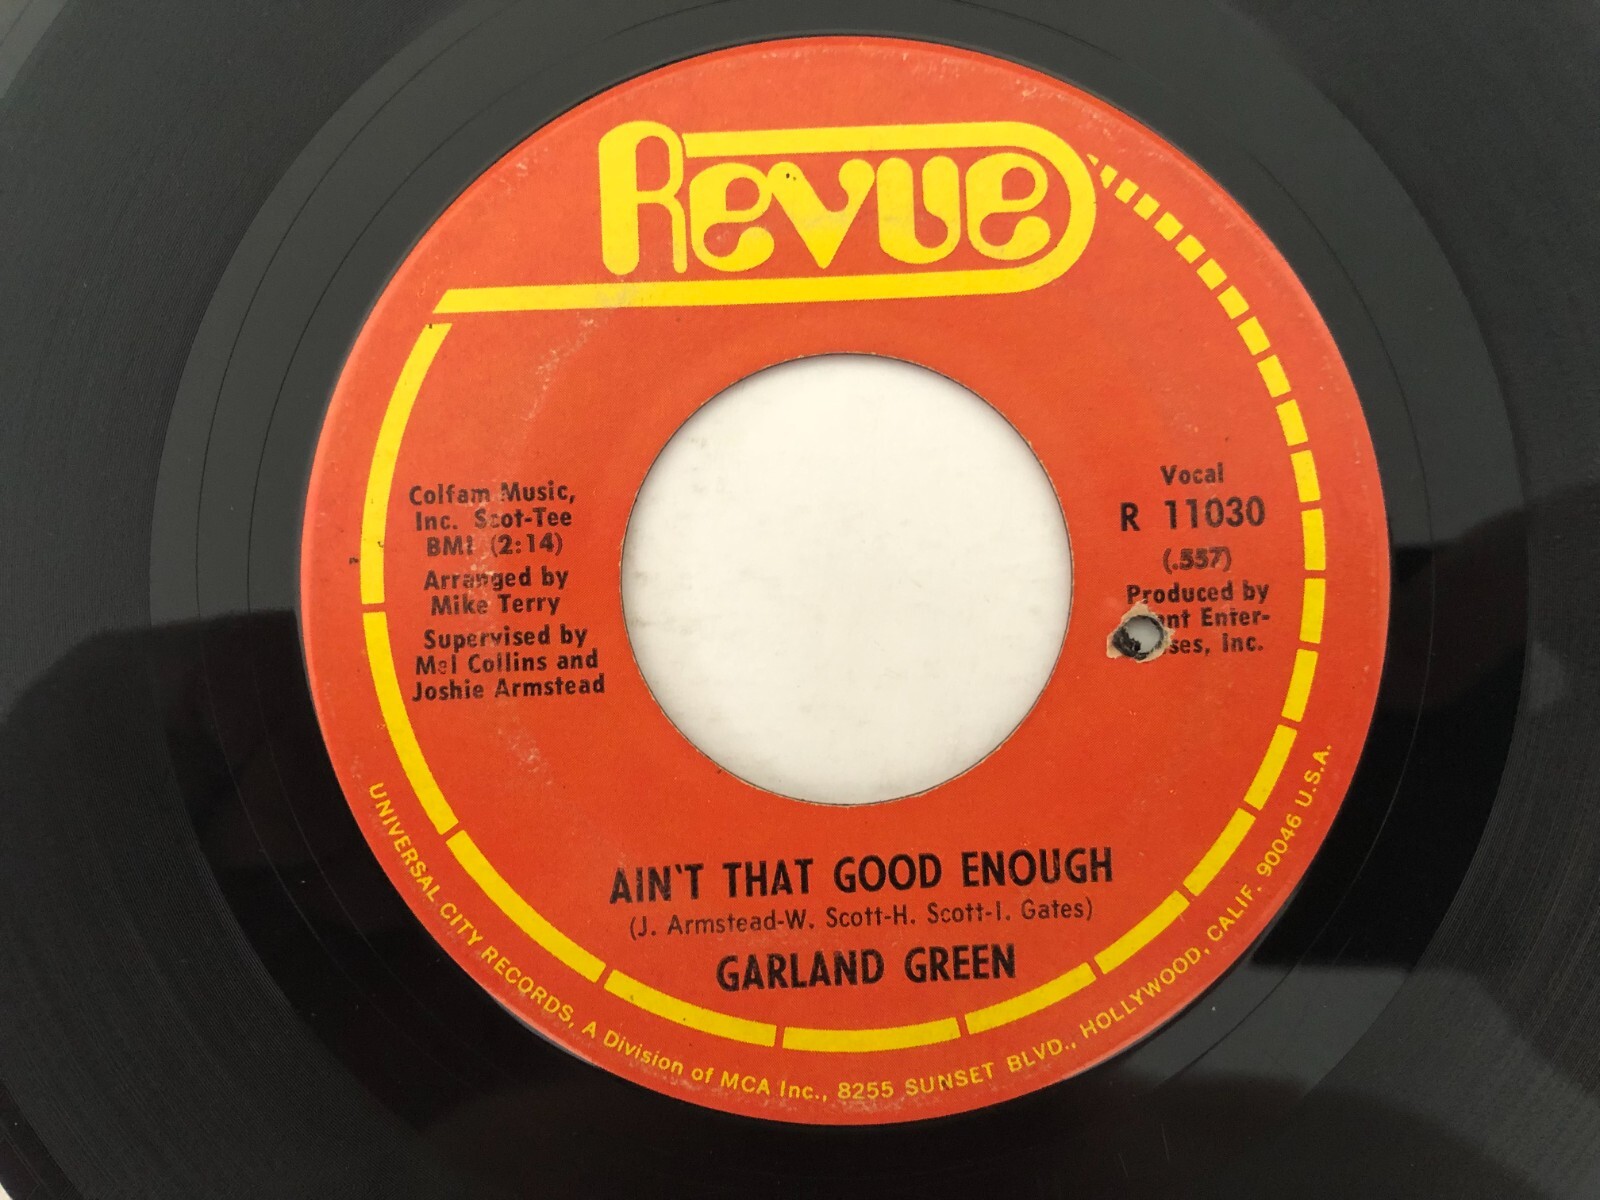 Revue
Colfam Music,
Inc. Scot-Tee
BMI (2:14)
Arranged by
Mike Terry
Supervised by
Mel Collins and
Joshie Armstead
Vocal
R 11030
(.557)
Produced by
Enter-
Inc.
AIN'T THAT GOOD ENOUGH
(J. Armstead-W. Scott-H. Scott-I. Gates)
GARLAND GREEN
UNIVERSAL CITY RECORDS, A Division of MCA Inc., 8255 SUNSET BLVD., HOLLYWOOD, CALIF. 90046 U.S.A.